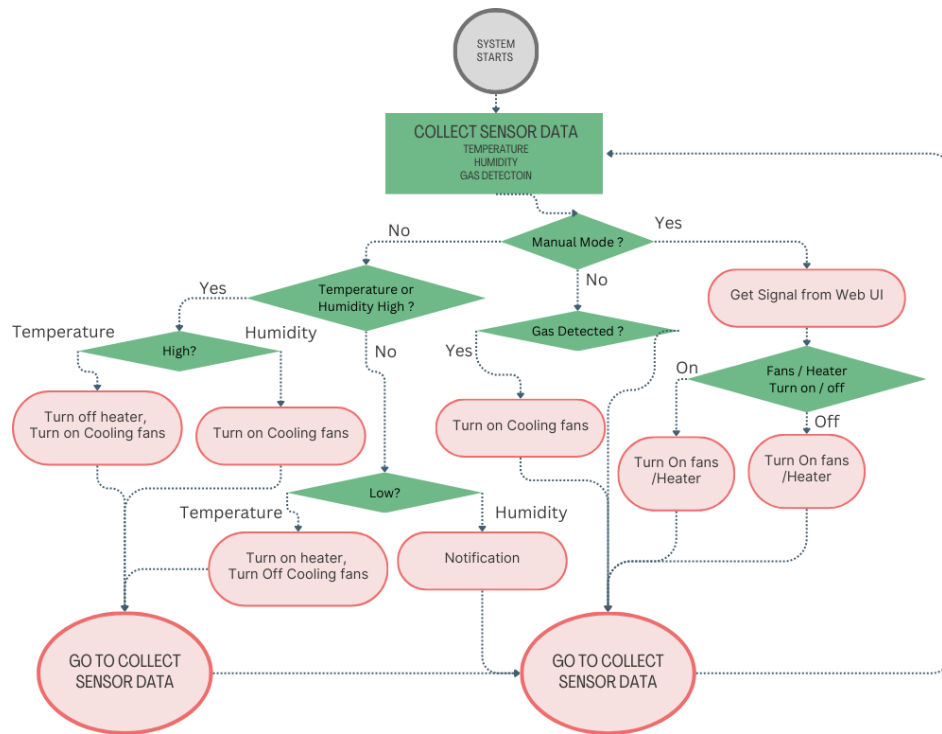 SYSTEM
STARTS
COLLECT SENSOR DATA
TEMPERATURE
HUMIDITY
GAS DETECTOIN
Manual Mode ?
No
Yes
No
Temperature or
Humidity High ?
Yes
No
Get Signal from Web UI
Gas Detected ?
Yes
Temperature
Humidity
High?
Fans / Heater
Turn on / off
On
Off
Turn off heater,
Turn on Cooling fans
Turn on Cooling fans
Turn on Cooling fans
Turn On fans
/Heater
Turn On fans
/Heater
Low?
Temperature
Humidity
Turn on heater,
Turn Off Cooling fans
Notification
GO TO COLLECT
SENSOR DATA
GO TO COLLECT
SENSOR DATA